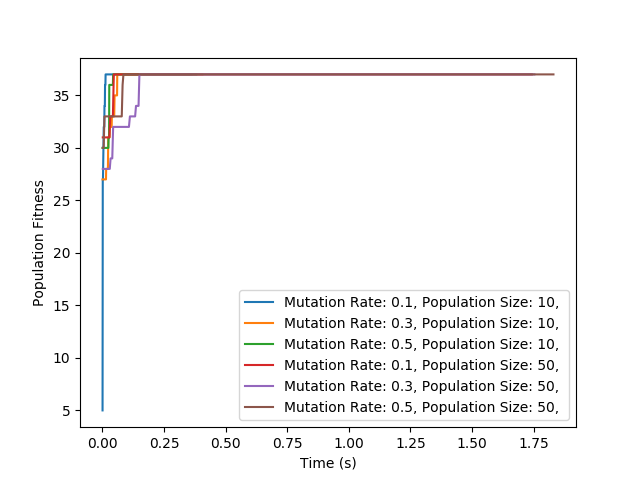 35
30
25
20
15
10
5
Population Fitness
Mutation Rate: 0.1, Population Size: 10,
Mutation Rate: 0.3, Population Size: 10,
Mutation Rate: 0.5, Population Size: 10,
Mutation Rate: 0.1, Population Size: 50,
Mutation Rate: 0.3, Population Size: 50,
Mutation Rate: 0.5, Population Size: 50,
0.00 0.25 0.50 0.75 1.00 1.25 1.50 1.75
Time (s)